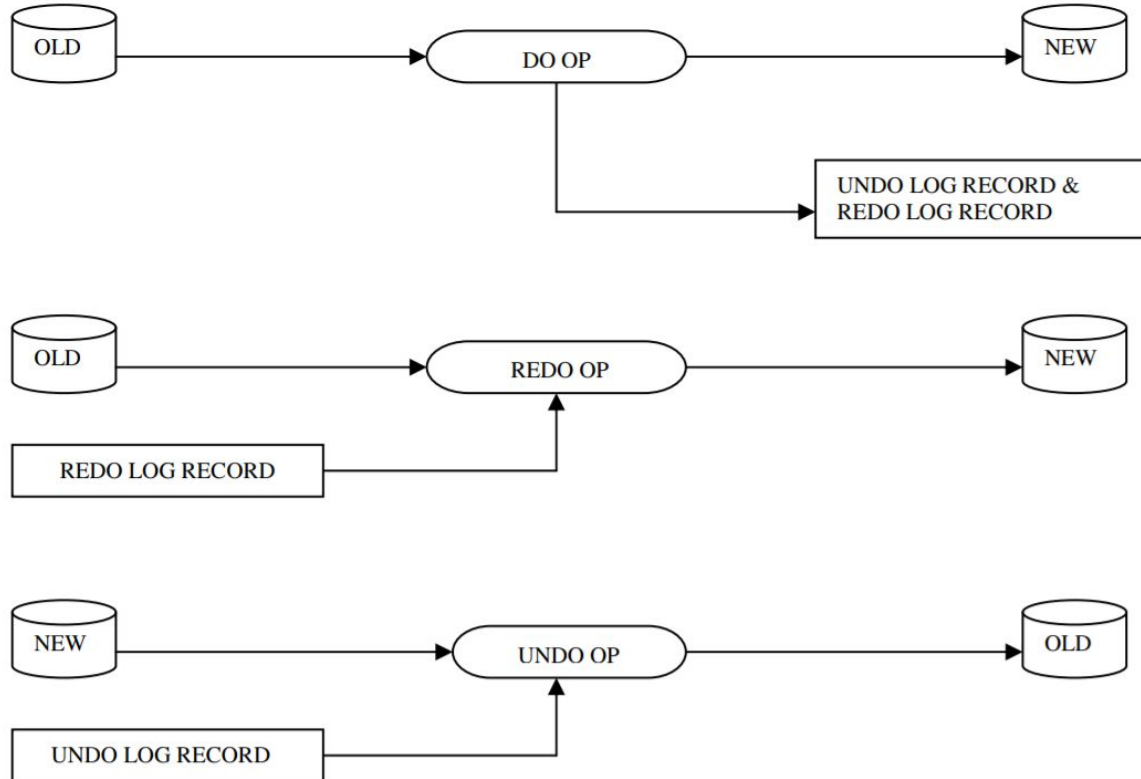 OLD
DO OP
NEW
UNDO LOG RECORD &
REDO LOG RECORD
OLD
REDO OP
NEW
REDO LOG RECORD
NEW
UNDO OP
OLD
UNDO LOG RECORD